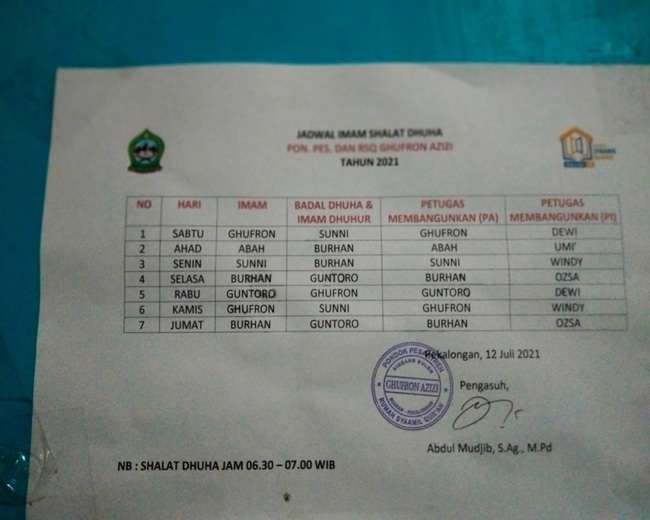 JADWAL IMAM SHALAT DHUHA
PON. PES. DAN RSQ GHUFRON AZIZI
TAHUN 2021
NO HARI IMAM BADAL DHUHA & IMAM DHUHUR PETUGAS MEMBANGUNKAN (PA) PETUGAS MEMBANGUNKAN (PI)
1 SABTU GHUFRON SUNNI GHUFRON DEWI
2 AHAD ABAH BURHAN ABAH UMI'
3 SENIN SUNNI BURHAN SUNNI WINDY
4 SELASA BURHAN GUNTORO BURHAN OZSA
5 RABU GUNTORO GHUFRON GUNTORO DEWI
6 KAMIS GHUFRON SUNNI GHUFRON WINDY
7 JUMAT BURHAN GUNTORO BURHAN OZSA
Pekalongan, 12 Juli 2021
Pengasuh,
PONDOK PESANTREN
GHUFRON AZIZI
RUMAH SYAAMIL QUR'AN
Abdul Mudjib, S.Ag., M.Pd
NB : SHALAT DHUHA JAM 06.30 – 07.00 WIB